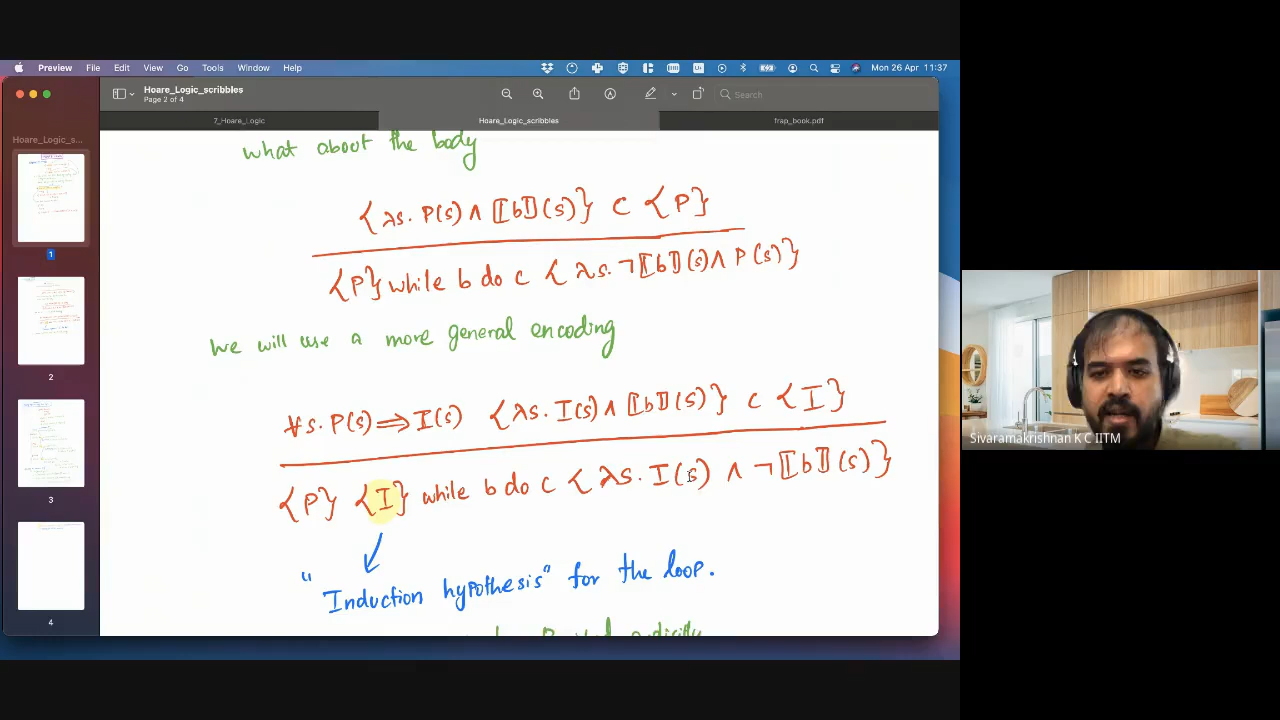 Preview File Edit View Go Tools Window Help Mon 26 Apr 11:37
Hoare_Logic_scribbles
Page 2 of 4
Search
7_Hoare_Logic Hoare_Logic_scribbles frap_book.pdf
Hoare_Logic_s...
1
2
3
4
what about the body
{λs. P(s) ∧ ⟦b⟧(s)} c {P}
{P} while b do c {λs. ¬⟦b⟧(s) ∧ P(s)}
We will use a more general encoding
∀s. P(s) ⇒ I(s) {λs. I(s) ∧ ⟦b⟧(s)} c {I}
{P} {I} while b do c {λs. I(s) ∧ ¬⟦b⟧(s)}
"Induction hypothesis" for the loop.
Sivaramakrishnan K C IITM